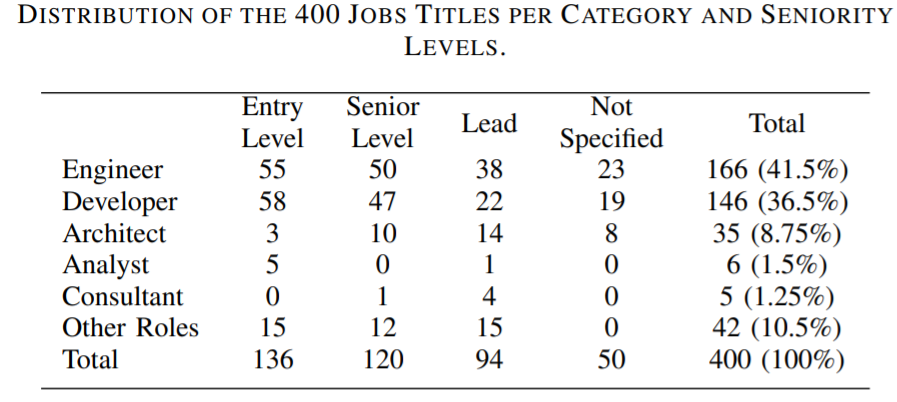 DISTRIBUTION OF THE 400 JOBS TITLES PER CATEGORY AND SENIORITY
LEVELS.
Entry Level Senior Level Lead Not Specified Total
Engineer 55 50 38 23 166 (41.5%)
Developer 58 47 22 19 146 (36.5%)
Architect 3 10 14 8 35 (8.75%)
Analyst 5 0 1 0 6 (1.5%)
Consultant 0 1 4 0 5 (1.25%)
Other Roles 15 12 15 0 42 (10.5%)
Total 136 120 94 50 400 (100%)